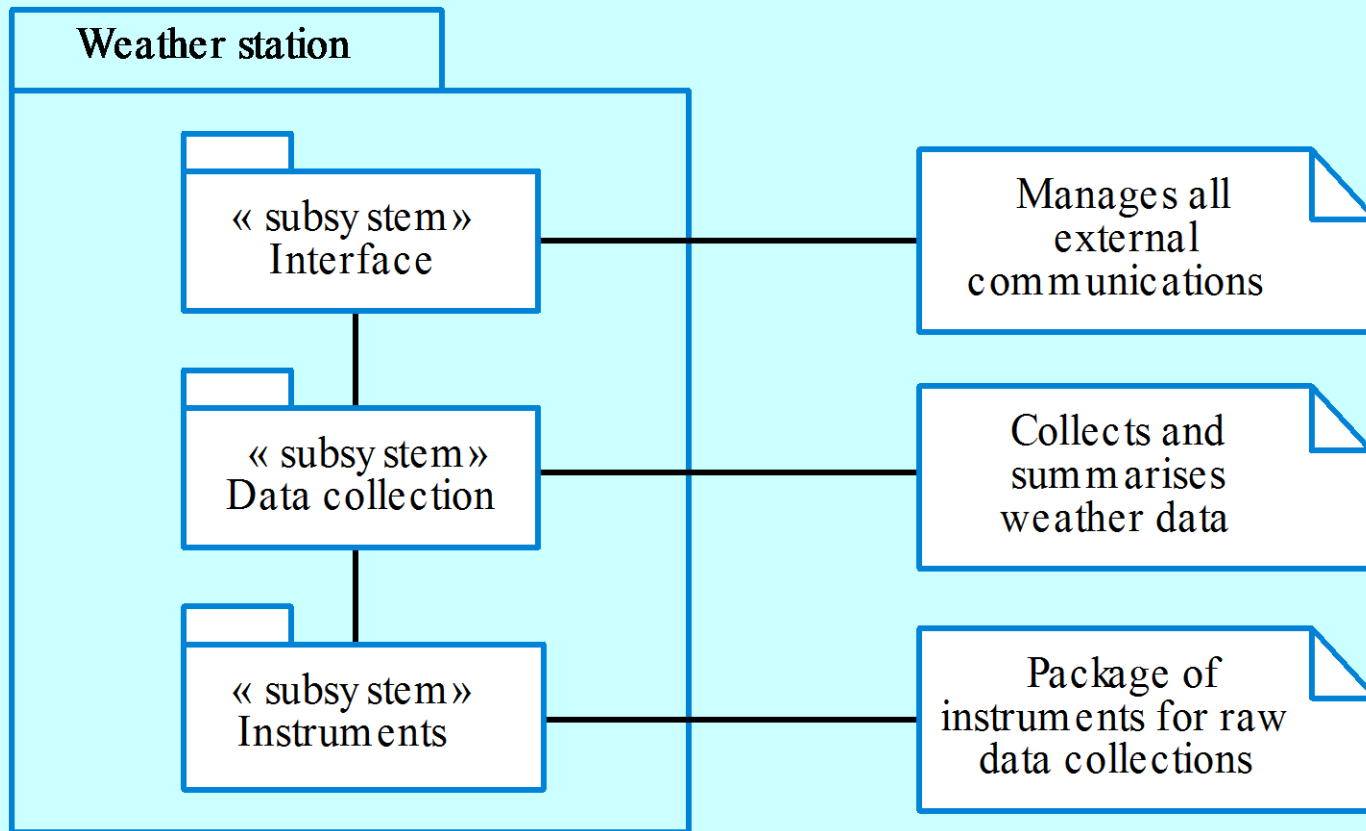 Weather station
« subsystem»
Interface
Manages all
external
communications
« subsystem»
Data collection
Collects and
summarises
weather data
« subsystem»
Instruments
Package of
instruments for raw
data collections